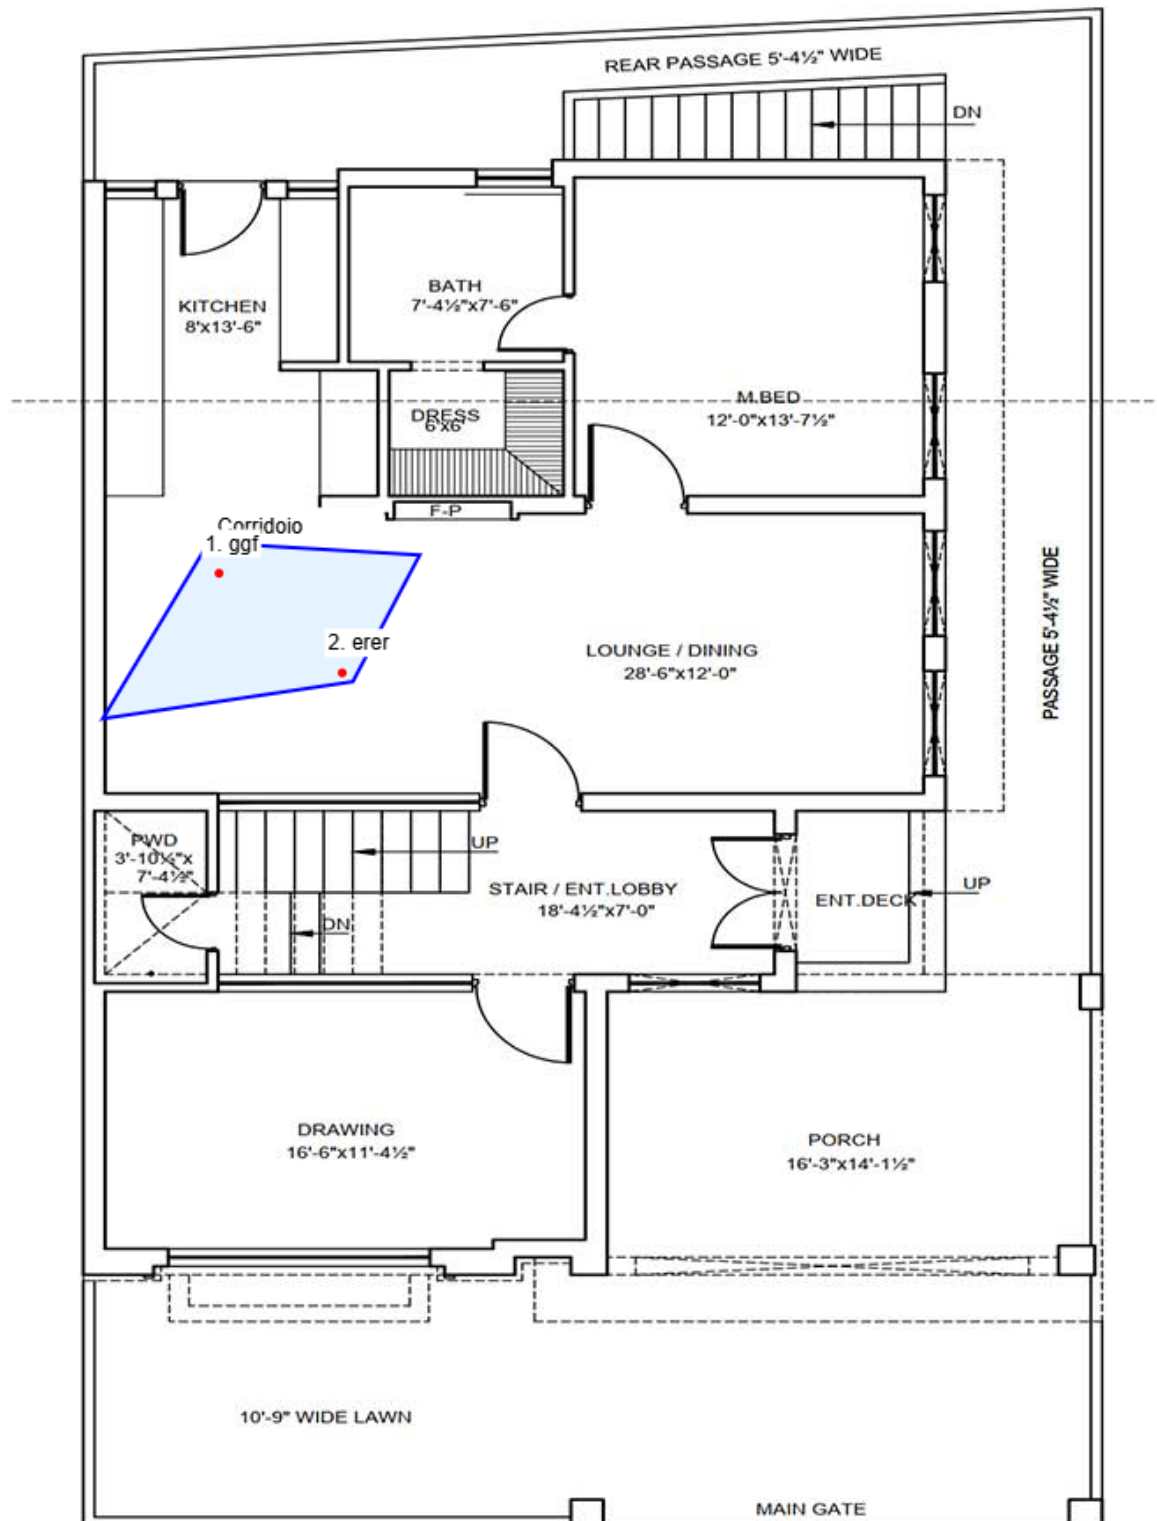 REAR PASSAGE 5'-4½" WIDE
DN
BATH
7'-4½"x7'-6"
KITCHEN
8'x13'-6"
M.BED
12'-0"x13'-7½"
DRESS
6'x6'
F-P
Corridoio
1. ggf
2. erer
LOUNGE / DINING
28'-6"x12'-0"
PASSAGE 5'-4½" WIDE
PWD
3'-10½"x
7'-4½"
UP
STAIR / ENT.LOBBY
18'-4½"x7'-0"
UP
ENT.DECK
DN
DRAWING
16'-6"x11'-4½"
PORCH
16'-3"x14'-1½"
10'-9" WIDE LAWN
MAIN GATE